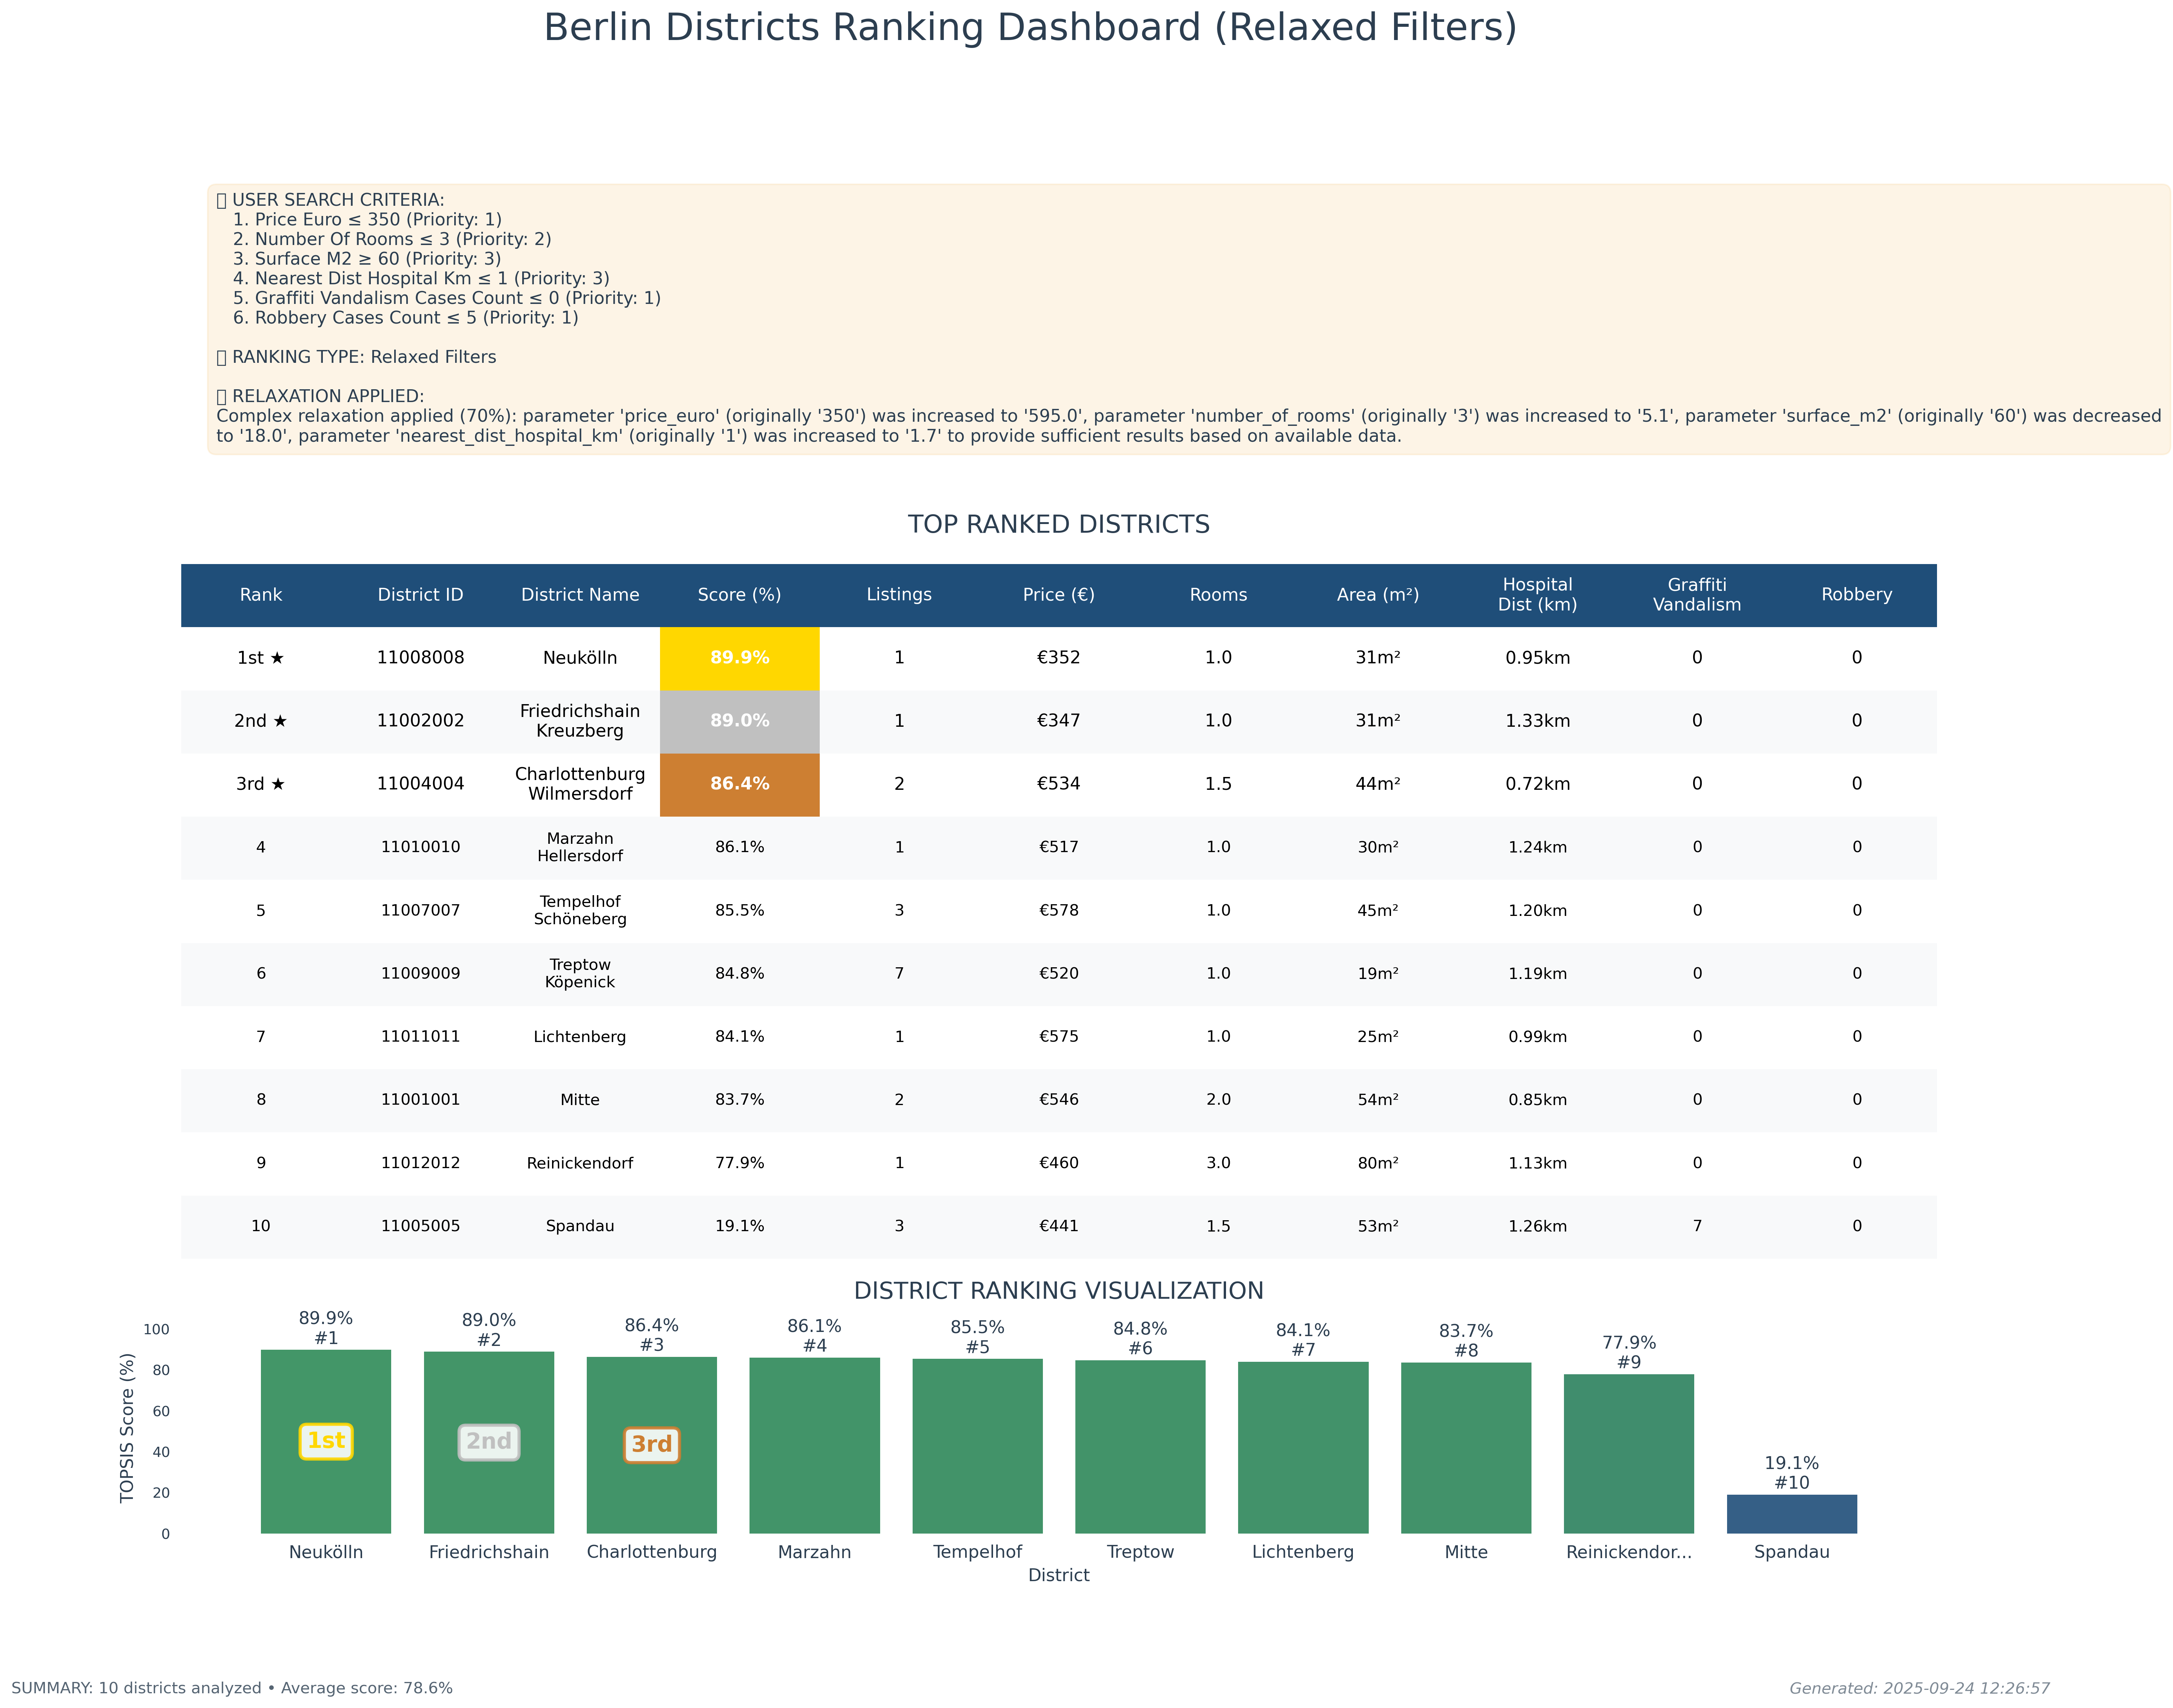 Berlin Districts Ranking Dashboard (Relaxed Filters)
USER SEARCH CRITERIA:
1. Price Euro ≤ 350 (Priority: 1)
2. Number Of Rooms ≤ 3 (Priority: 2)
3. Surface M2 ≥ 60 (Priority: 3)
4. Nearest Dist Hospital Km ≤ 1 (Priority: 3)
5. Graffiti Vandalism Cases Count ≤ 0 (Priority: 1)
6. Robbery Cases Count ≤ 5 (Priority: 1)
RANKING TYPE: Relaxed Filters
RELAXATION APPLIED:
Complex relaxation applied (70%): parameter 'price_euro' (originally '350') was increased to '595.0', parameter 'number_of_rooms' (originally '3') was increased to '5.1', parameter 'surface_m2' (originally '60') was decreased
to '18.0', parameter 'nearest_dist_hospital_km' (originally '1') was increased to '1.7' to provide sufficient results based on available data.
TOP RANKED DISTRICTS
Rank District ID District Name Score (%) Listings Price (€) Rooms Area (m²) Hospital Dist (km) Graffiti Vandalism Robbery
1st ★ 11008008 Neukölln 89.9% 1 €352 1.0 31m² 0.95km 0 0
2nd ★ 11002002 Friedrichshain Kreuzberg 89.0% 1 €347 1.0 31m² 1.33km 0 0
3rd ★ 11004004 Charlottenburg Wilmersdorf 86.4% 2 €534 1.5 44m² 0.72km 0 0
4 11010010 Marzahn Hellersdorf 86.1% 1 €517 1.0 30m² 1.24km 0 0
5 11007007 Tempelhof Schöneberg 85.5% 3 €578 1.0 45m² 1.20km 0 0
6 11009009 Treptow Köpenick 84.8% 7 €520 1.0 19m² 1.19km 0 0
7 11011011 Lichtenberg 84.1% 1 €575 1.0 25m² 0.99km 0 0
8 11001001 Mitte 83.7% 2 €546 2.0 54m² 0.85km 0 0
9 11012012 Reinickendorf 77.9% 1 €460 3.0 80m² 1.13km 0 0
10 11005005 Spandau 19.1% 3 €441 1.5 53m² 1.26km 7 0
DISTRICT RANKING VISUALIZATION
TOPSIS Score (%)
100
80
60
40
20
0
89.9% 89.0% 86.4% 86.1% 85.5% 84.8% 84.1% 83.7% 77.9% 19.1%
#1 #2 #3 #4 #5 #6 #7 #8 #9 #10
1st 2nd 3rd
Neukölln Friedrichshain Charlottenburg Marzahn Tempelhof Treptow Lichtenberg Mitte Reinickendor... Spandau
District
SUMMARY: 10 districts analyzed • Average score: 78.6%
Generated: 2025-09-24 12:26:57